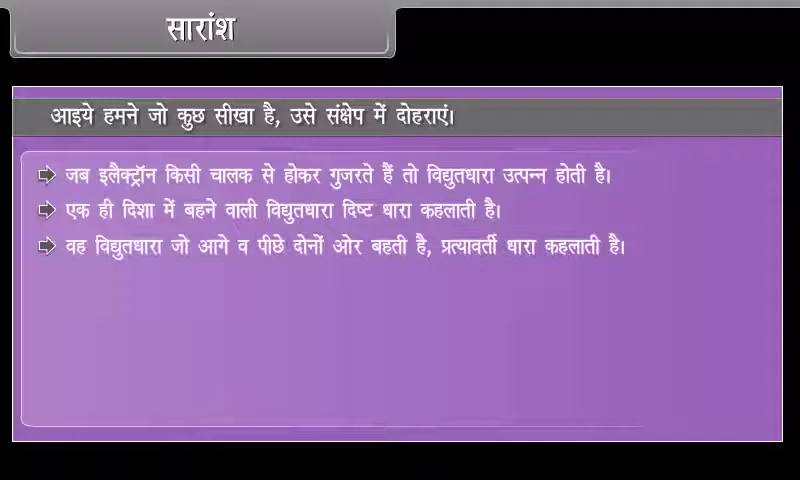 सारांश
आइये हमने जो कुछ सीखा है, उसे संक्षेप में दोहराएं।
जब इलैक्ट्रॉन किसी चालक से होकर गुजरते हैं तो विद्युतधारा उत्पन्न होती है।
एक ही दिशा में बहने वाली विद्युतधारा दिष्ट धारा कहलाती है।
वह विद्युतधारा जो आगे व पीछे दोनों ओर बहती है, प्रत्यावर्ती धारा कहलाती है।